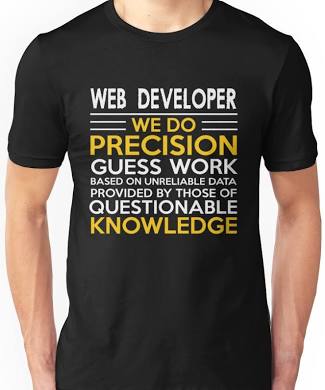 WEB DEVELOPER
WE DO
PRECISION
GUESS WORK
BASED ON UNRELIABLE DATA
PROVIDED BY THOSE OF
QUESTIONABLE
KNOWLEDGE